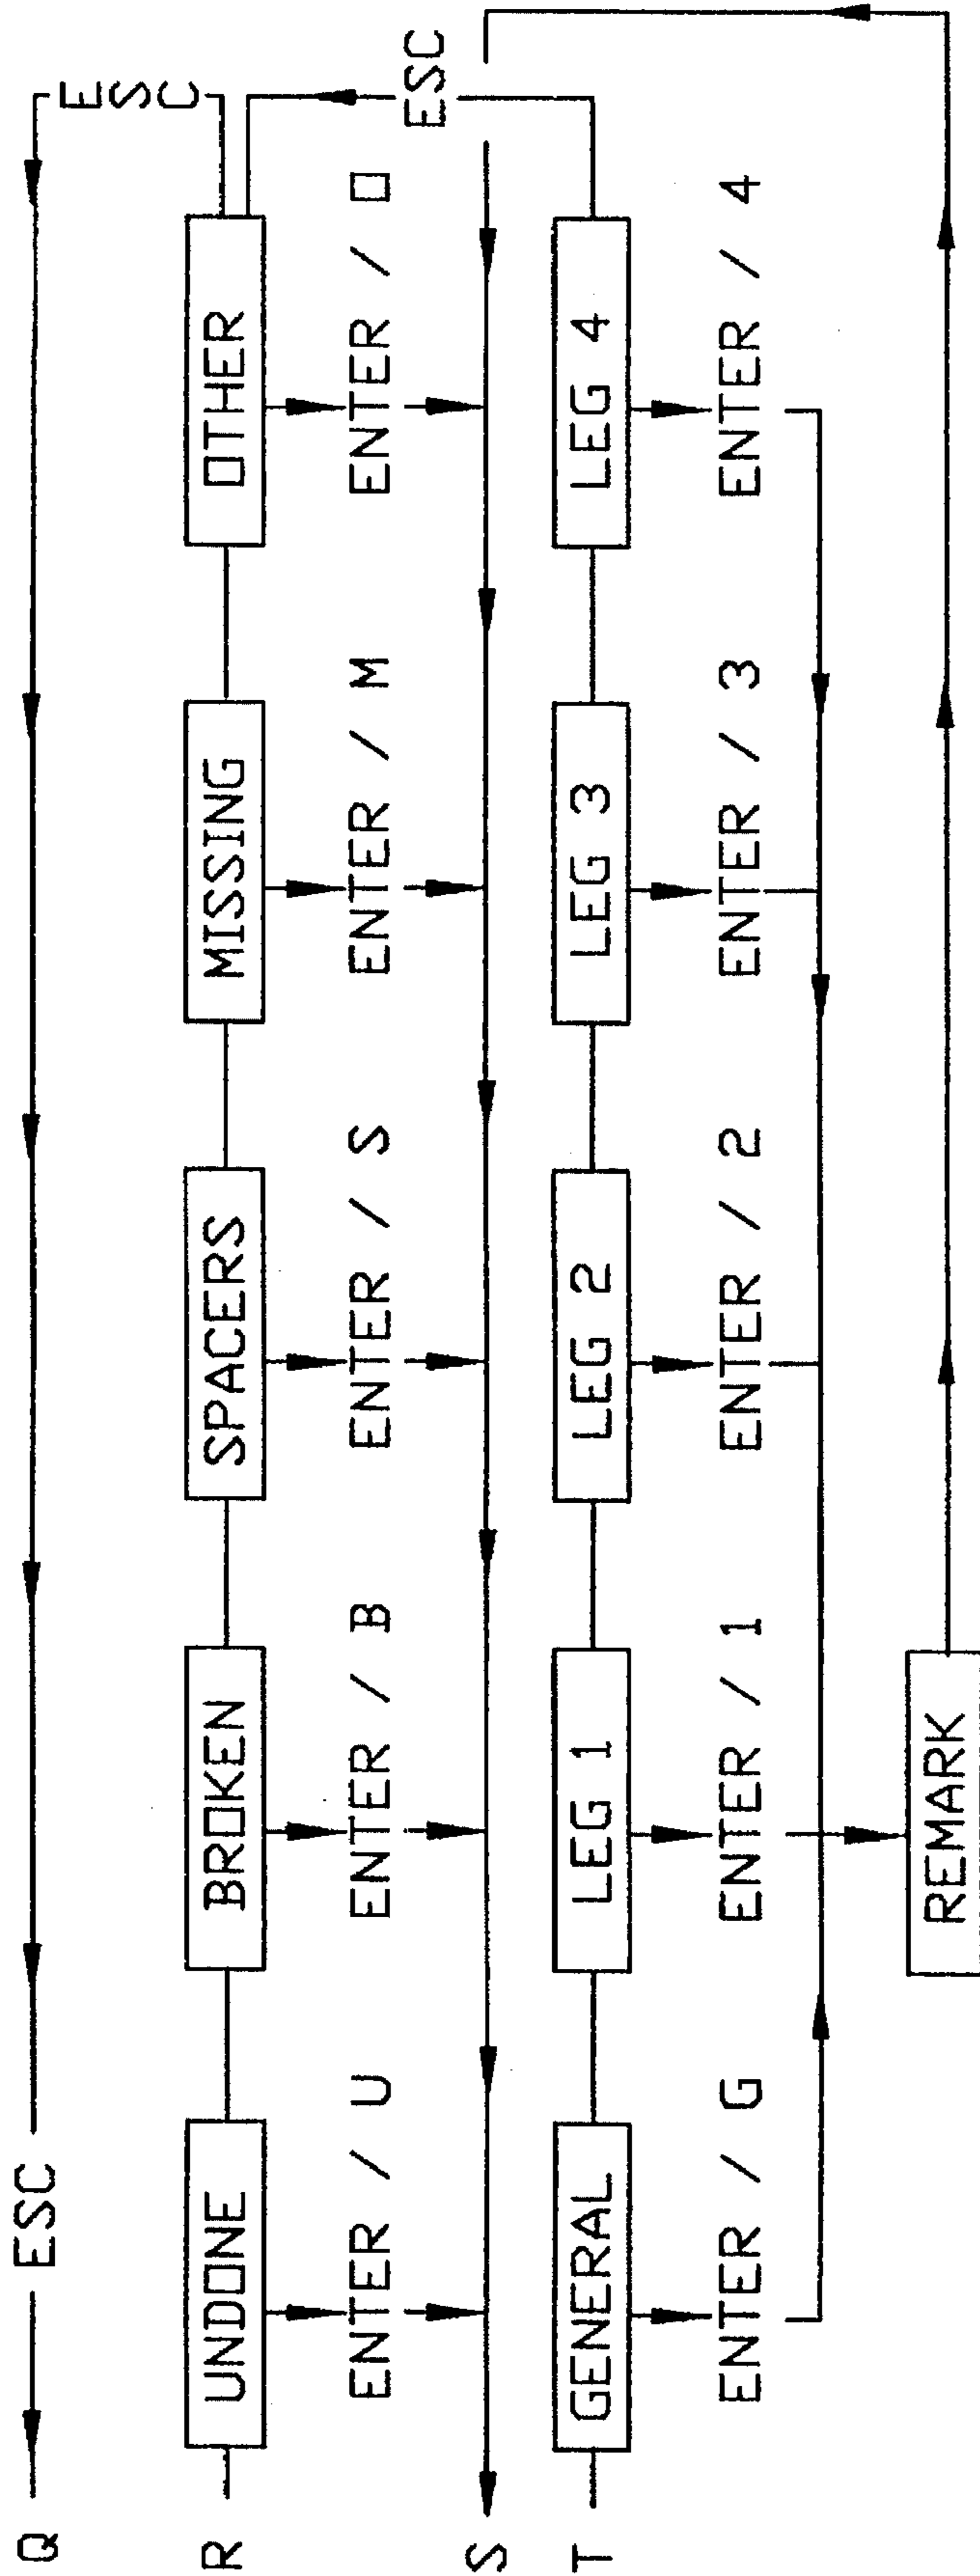 Q ESC
ESC
R UNDONE BROKEN SPACERS MISSING OTHER
ENTER / U ENTER / B ENTER / S ENTER / M ENTER / O
ESC
S
T GENERAL LEG 1 LEG 2 LEG 3 LEG 4
ENTER / G ENTER / 1 ENTER / 2 ENTER / 3 ENTER / 4
REMARK